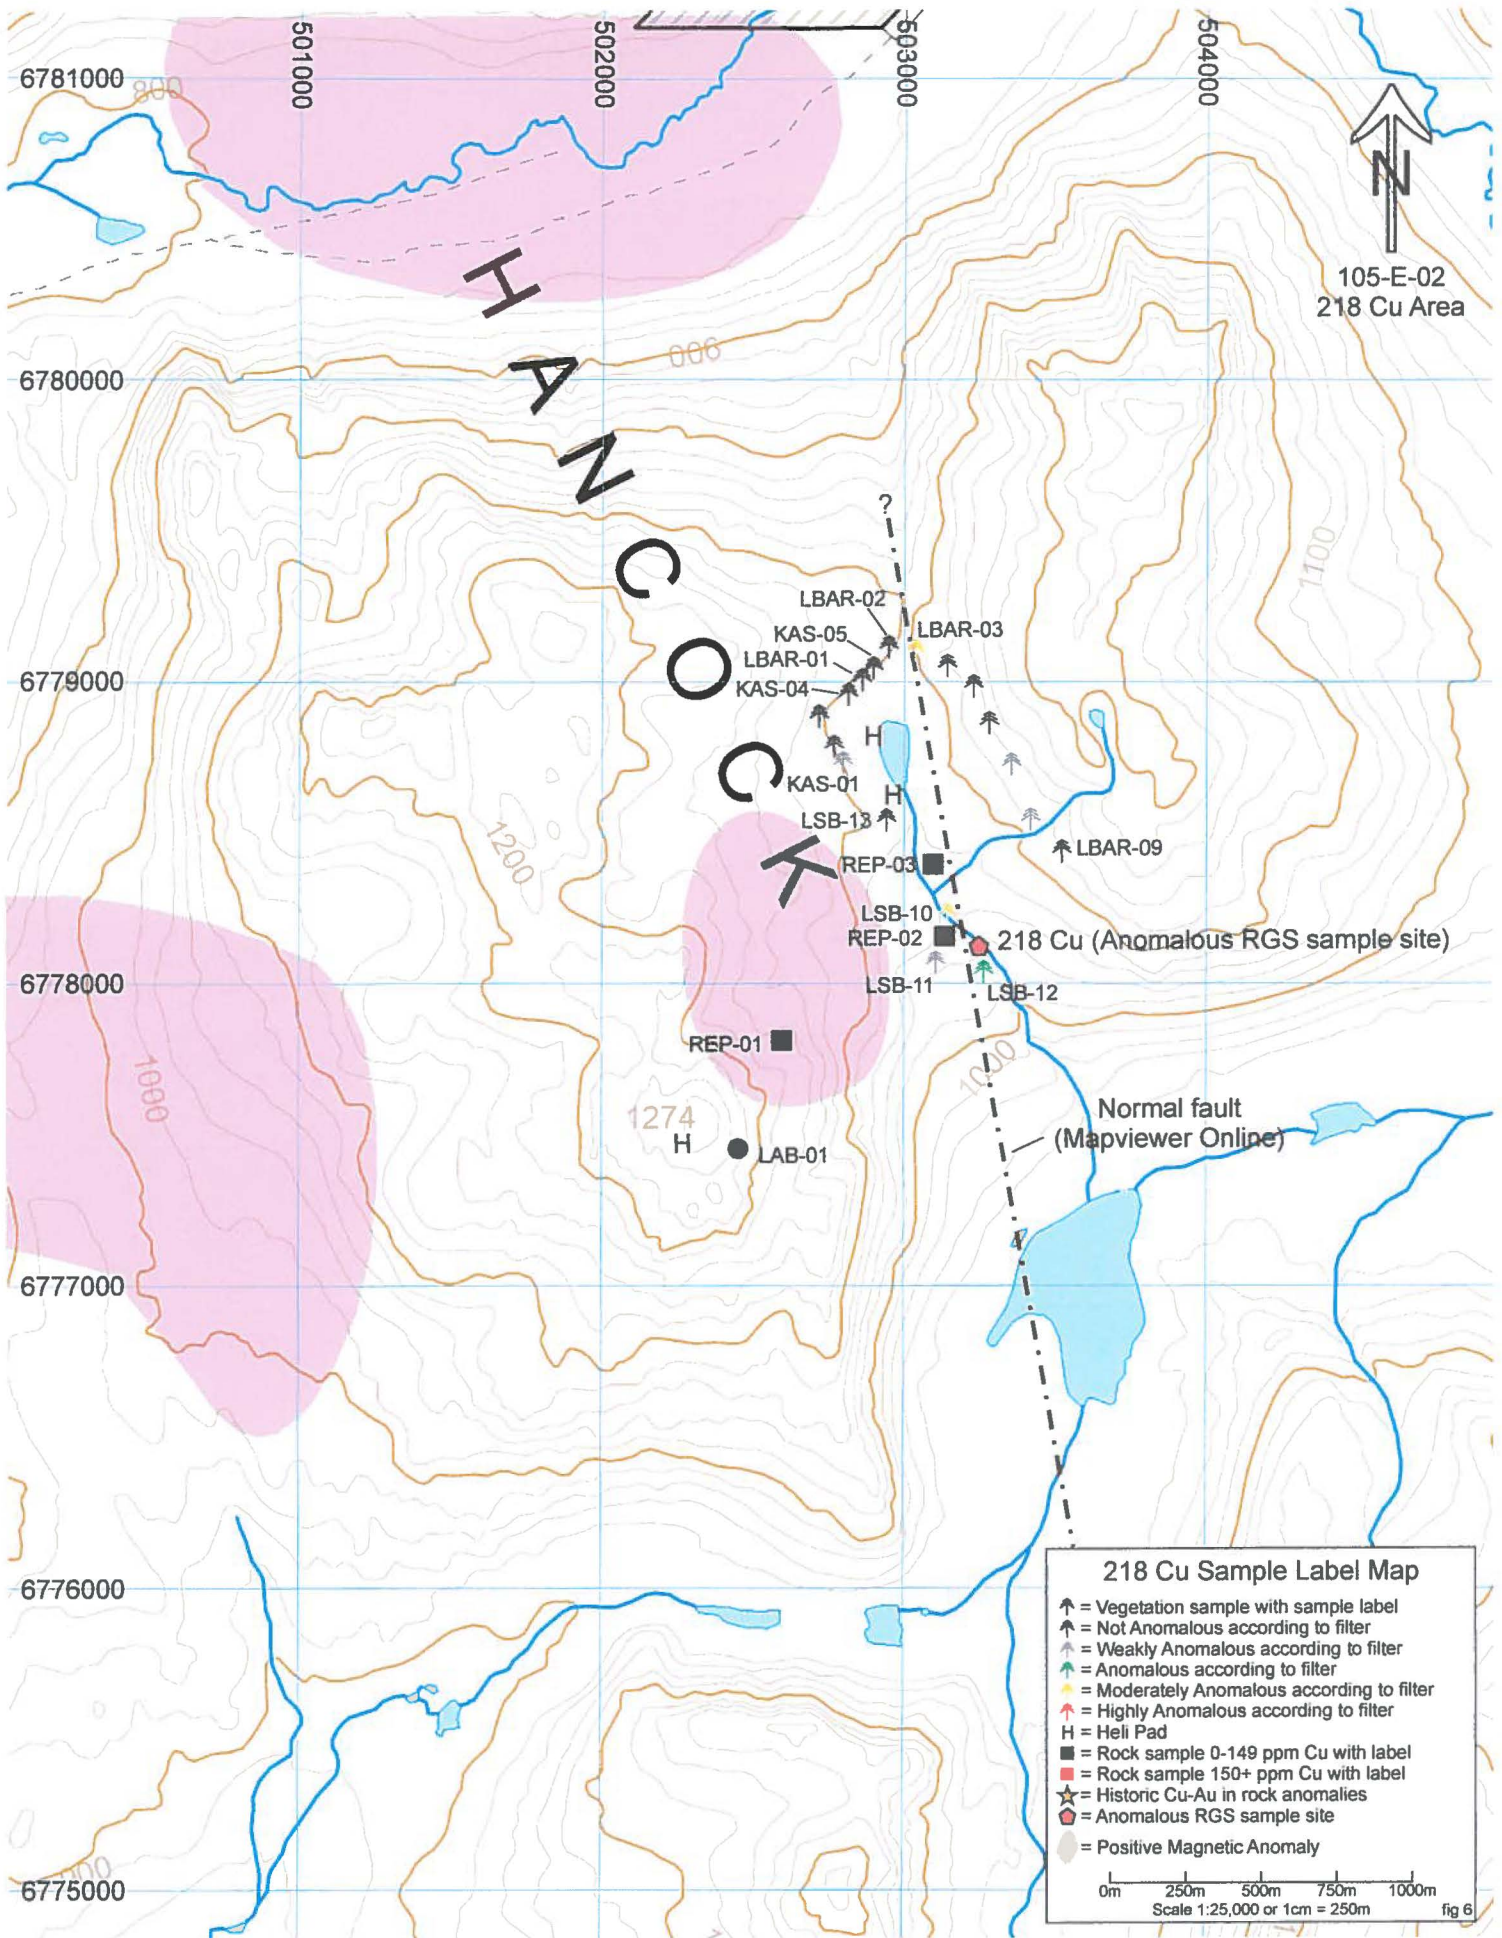 501000
502000
503000
504000
6781000
800
N
105-E-02
218 Cu Area
HANCOCK
900
6780000
?
1100
LBAR-02
KAS-05
LBAR-03
LBAR-01
6779000
KAS-04
H
KAS-01
H
LSB-13
1200
LBAR-09
REP-03
LSB-10
REP-02
218 Cu (Anomalous RGS sample site)
6778000
LSB-11
LSB-12
REP-01
1000
1000
1274
Normal fault
(Mapviewer Online)
H
LAB-01
6777000
6776000
6775000
218 Cu Sample Label Map
= Vegetation sample with sample label
= Not Anomalous according to filter
= Weakly Anomalous according to filter
= Anomalous according to filter
= Moderately Anomalous according to filter
= Highly Anomalous according to filter
H = Heli Pad
= Rock sample 0-149 ppm Cu with label
= Rock sample 150+ ppm Cu with label
= Historic Cu-Au in rock anomalies
= Anomalous RGS sample site
= Positive Magnetic Anomaly
0m 250m 500m 750m 1000m
Scale 1:25,000 or 1cm = 250m
fig 6